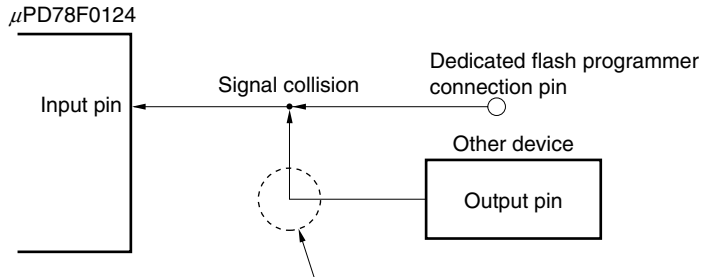 μPD78F0124
Input pin
Signal collision
Dedicated flash programmer
connection pin
Other device
Output pin